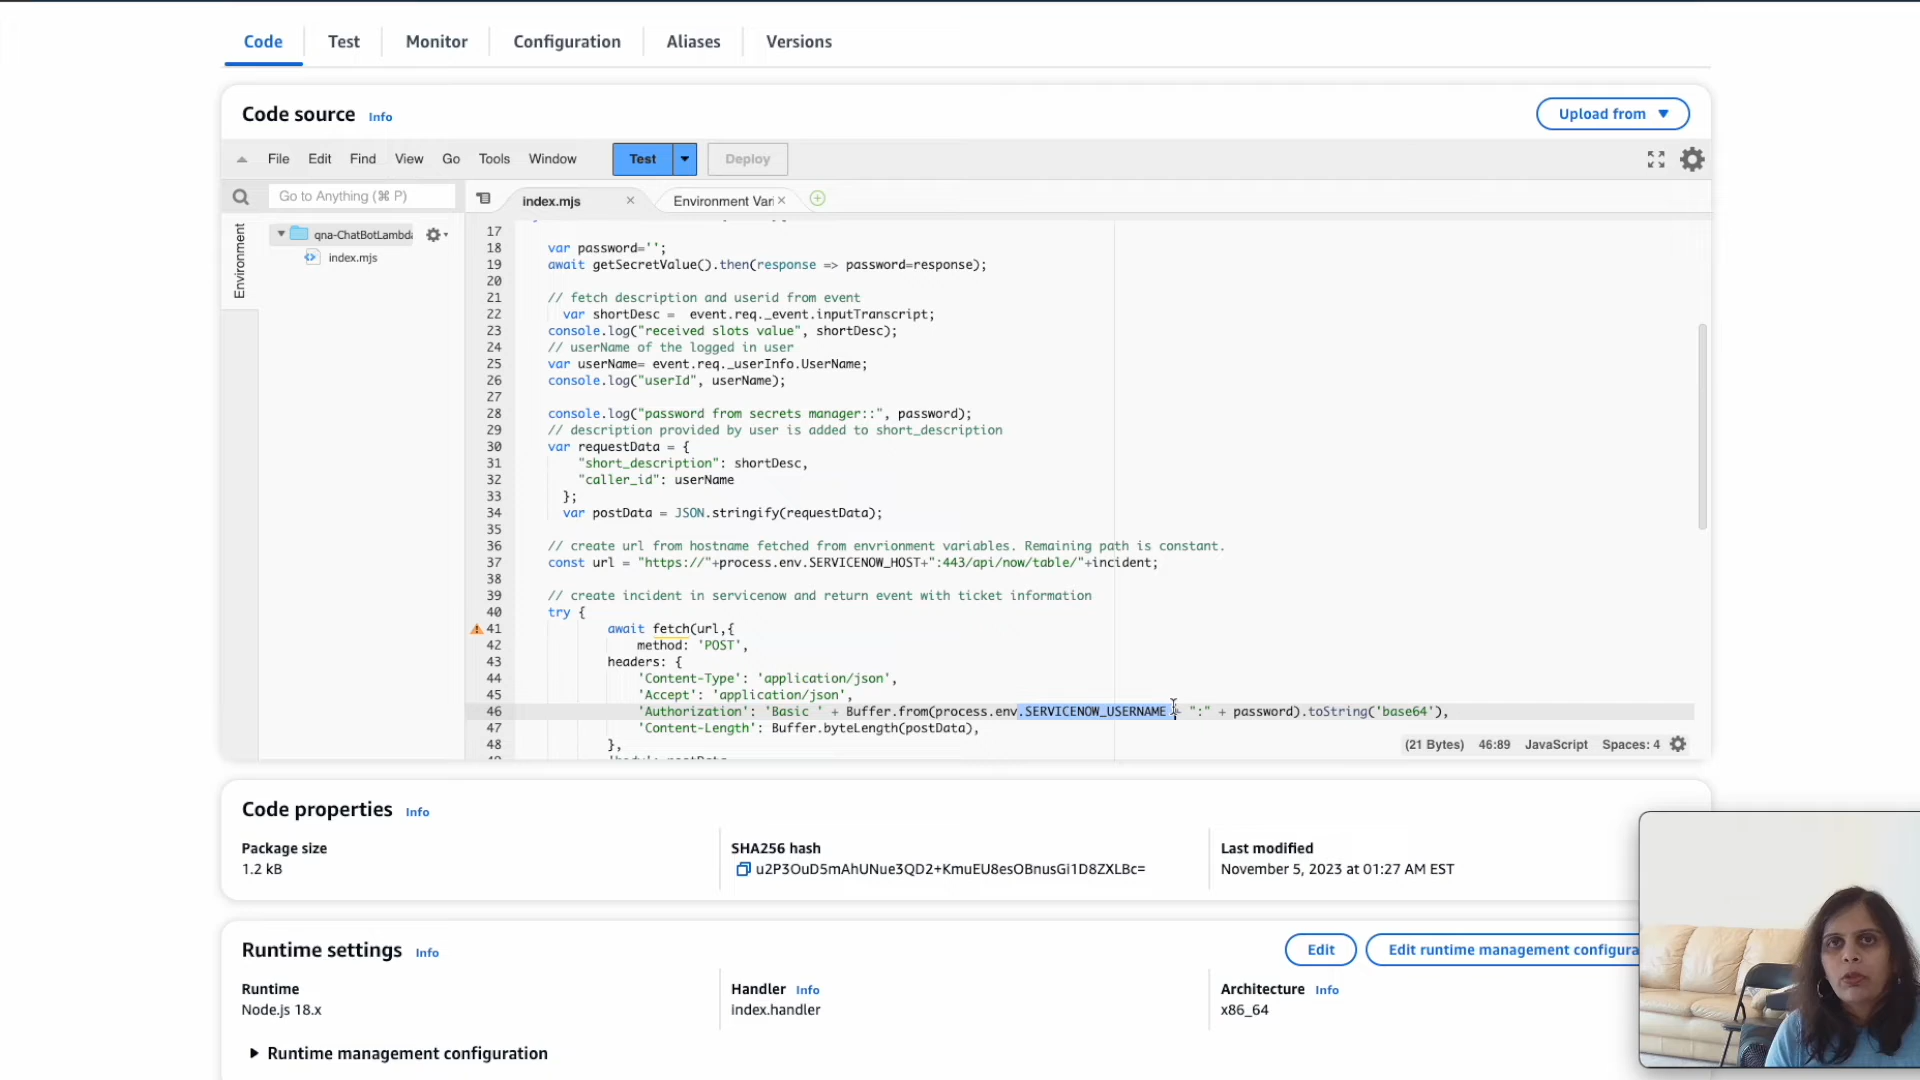 Code Test Monitor Configuration Aliases Versions
Code source Info
Upload from
File Edit Find View Go Tools Window Test Deploy
Go to Anything (⌘ P)
index.mjs
Environment Vari
Environment
qna-ChatBotLambda
index.mjs
17
18 var password='';
19 await getSecretValue().then(response => password=response);
20
21 // fetch description and userid from event
22 var shortDesc = event.req._event.inputTranscript;
23 console.log("received slots value", shortDesc);
24 // userName of the logged in user
25 var userName= event.req._userInfo.UserName;
26 console.log("userId", userName);
27
28 console.log("password from secrets manager::", password);
29 // description provided by user is added to short_description
30 var requestData = {
31 "short_description": shortDesc,
32 "caller_id": userName
33 };
34 var postData = JSON.stringify(requestData);
35
36 // create url from hostname fetched from envrionment variables. Remaining path is constant.
37 const url = "https://"+process.env.SERVICENOW_HOST+":443/api/now/table/"+incident;
38
39 // create incident in servicenow and return event with ticket information
40 try {
41 await fetch(url,{
42 method: 'POST',
43 headers: {
44 'Content-Type': 'application/json',
45 'Accept': 'application/json',
46 'Authorization': 'Basic ' + Buffer.from(process.env.SERVICENOW_USERNAME + ":" + password).toString('base64'),
47 'Content-Length': Buffer.byteLength(postData),
48 },
(21 Bytes) 46:89 JavaScript Spaces: 4
Code properties Info
Package size
1.2 kB
SHA256 hash
u2P3OuD5mAhUNue3QD2+KmuEU8esOBnusGi1D8ZXLBc=
Last modified
November 5, 2023 at 01:27 AM EST
Runtime settings Info
Edit
Edit runtime management configura
Runtime
Node.js 18.x
Handler Info
index.handler
Architecture Info
x86_64
Runtime management configuration